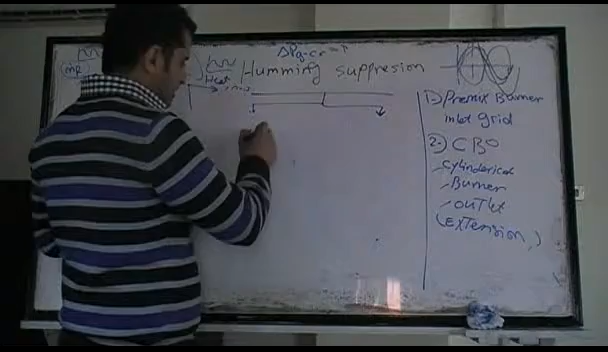 Humming suppresion
Heat
1) Premix Burner
inlet grid
2) CBO
Cylinderical
Burner
outlet
(EXTension)